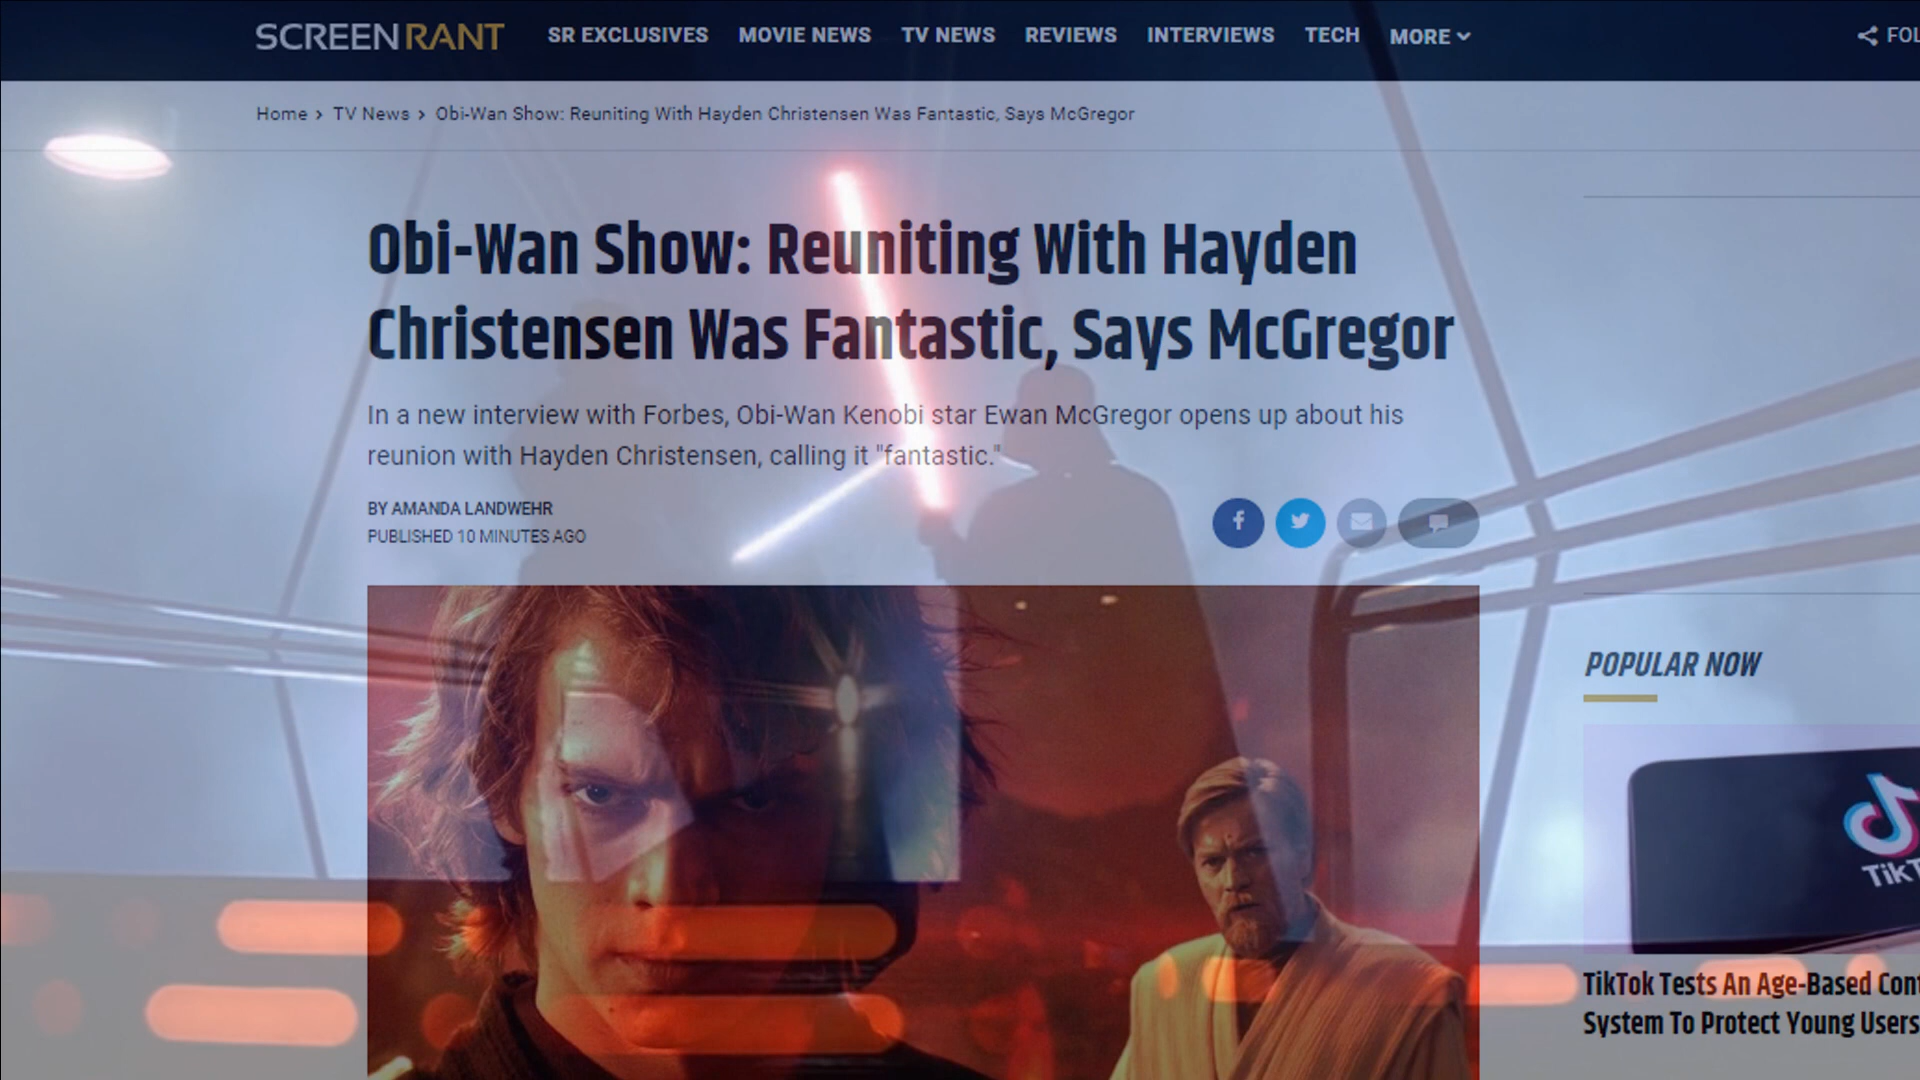 SCREENRANT SR EXCLUSIVES MOVIE NEWS TV NEWS REVIEWS INTERVIEWS TECH MORE
Home > TV News > Obi-Wan Show: Reuniting With Hayden Christensen Was Fantastic, Says McGregor
Obi-Wan Show: Reuniting With Hayden
Christensen Was Fantastic, Says McGregor
In a new interview with Forbes, Obi-Wan Kenobi star Ewan McGregor opens up about his
reunion with Hayden Christensen, calling it "fantastic."
BY AMANDA LANDWEHR
PUBLISHED 10 MINUTES AGO
POPULAR NOW
TikTok Tests An Age-Based
System To Protect Young Users